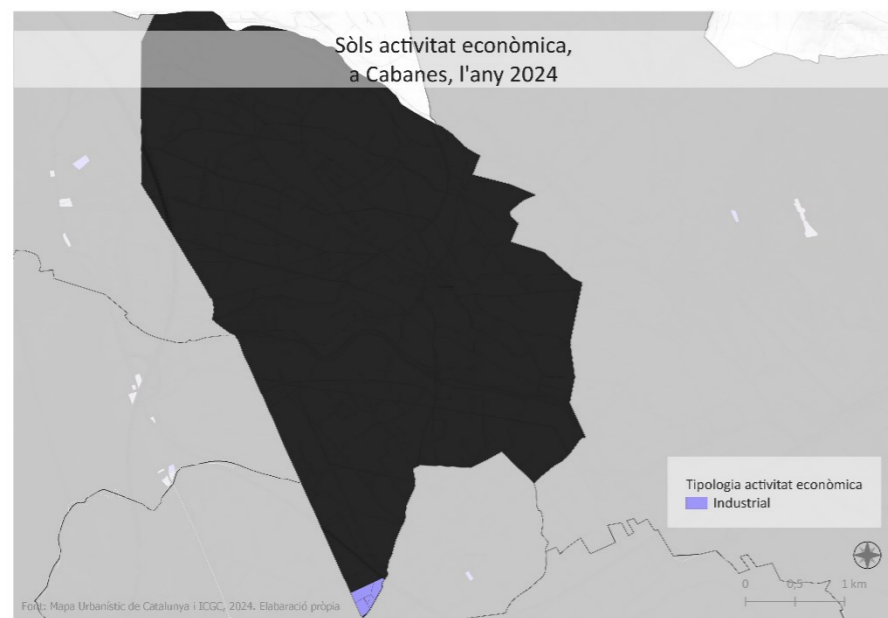 Sòls activitat econòmica,
a Cabanes, l'any 2024
Tipologia activitat econòmica
Industrial
0 0,5 1 km
Font: Mapa Urbanístic de Catalunya i ICGC, 2024. Elabaració pròpia